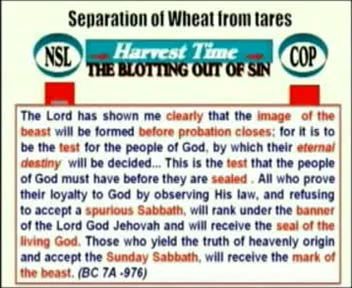 Separation of Wheat from tares
NSL Harvest Time COP
THE BLOTTING OUT OF SIN
The Lord has shown me clearly that the image of the
beast will be formed before probation closes; for it is to
be the test for the people of God, by which their eternal
destiny will be decided... This is the test that the people
of God must have before they are sealed . All who prove
their loyalty to God by observing His law, and refusing
to accept a spurious Sabbath, will rank under the banner
of the Lord God Jehovah and will receive the seal of the
living God. Those who yield the truth of heavenly origin
and accept the Sunday Sabbath, will receive the mark of
the beast. (BC 7A -976)